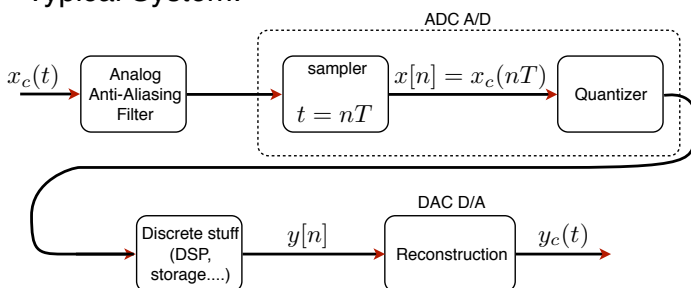 Typical System:
ADC A/D
x_c(t)
Analog
Anti-Aliasing
Filter
sampler
t = nT
x[n] = x_c(nT)
Quantizer
Discrete stuff
(DSP,
storage....)
y[n]
DAC D/A
Reconstruction
y_c(t)